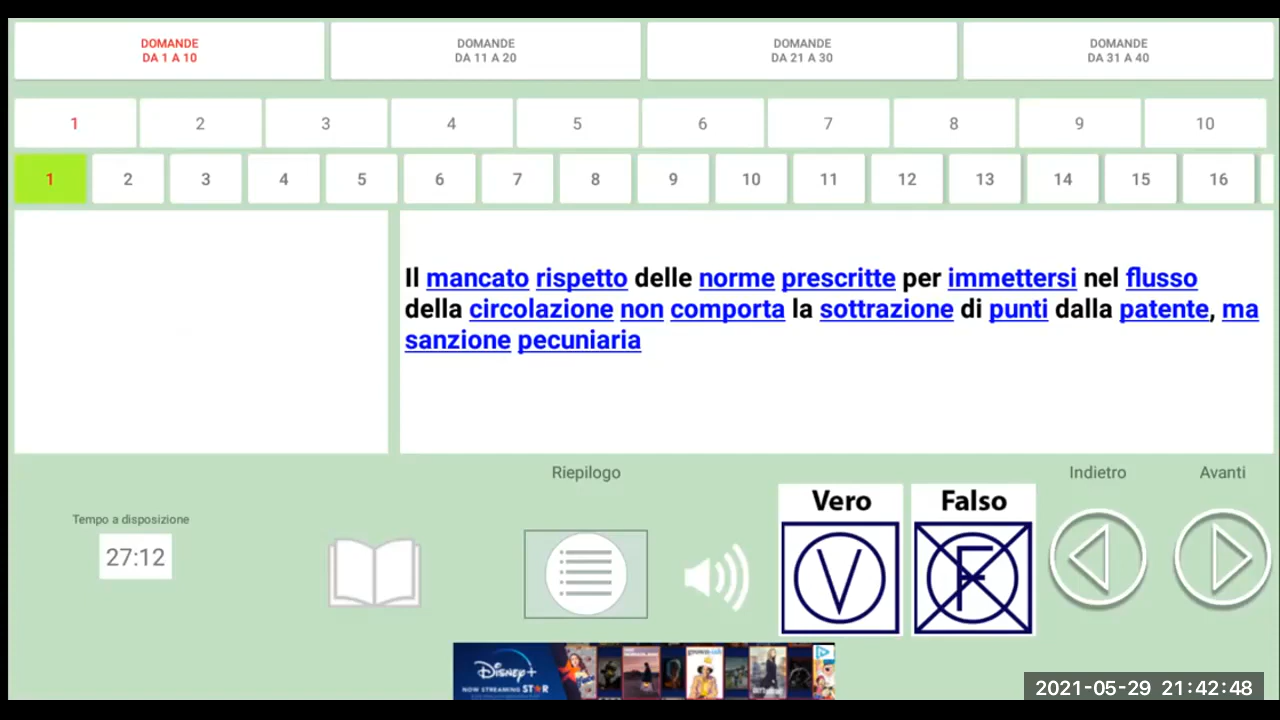 DOMANDE
DA 1 A 10
DOMANDE
DA 11 A 20
DOMANDE
DA 21 A 30
DOMANDE
DA 31 A 40
1 2 3 4 5 6 7 8 9 10
1 2 3 4 5 6 7 8 9 10 11 12 13 14 15 16
Il mancato rispetto delle norme prescritte per immettersi nel flusso
della circolazione non comporta la sottrazione di punti dalla patente, ma
sanzione pecuniaria
Riepilogo
Indietro
Avanti
Tempo a disposizione
27:12
Vero
V
Falso
F
DISNEY+
NOW STREAMING STAR
grown-ish
2021-05-29 21:42:48